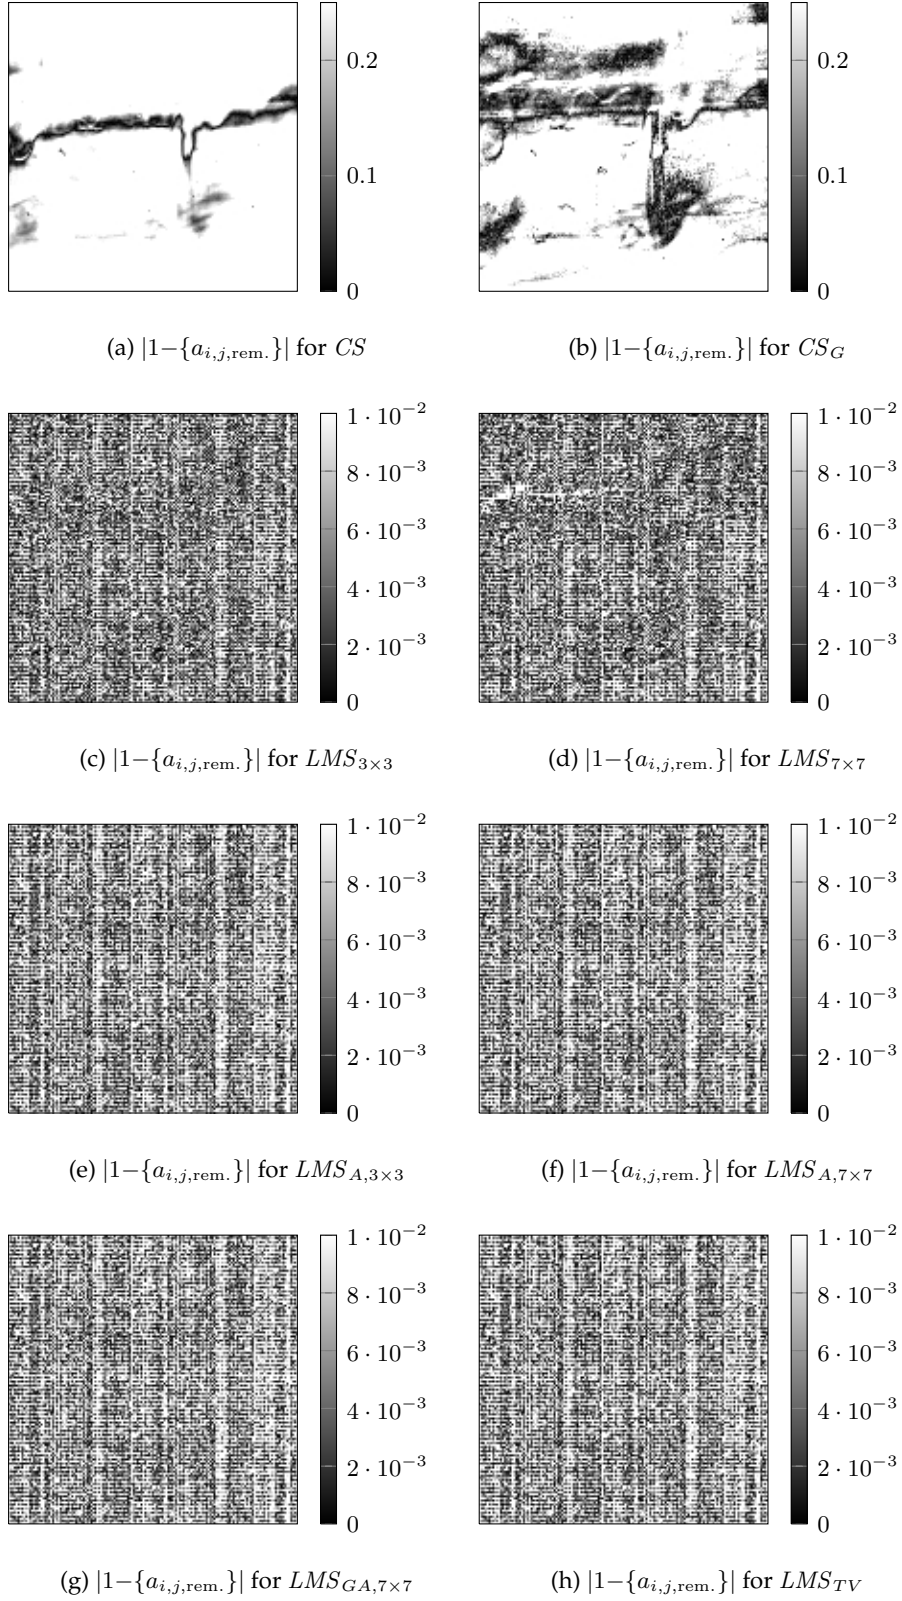 0.2
0.1
0
0.2
0.1
0
(a) |1−{a_{i,j,rem.}}| for CS
(b) |1−{a_{i,j,rem.}}| for CS_G
1 · 10^{−2}
8 · 10^{−3}
6 · 10^{−3}
4 · 10^{−3}
2 · 10^{−3}
0
1 · 10^{−2}
8 · 10^{−3}
6 · 10^{−3}
4 · 10^{−3}
2 · 10^{−3}
0
(c) |1−{a_{i,j,rem.}}| for LMS_{3×3}
(d) |1−{a_{i,j,rem.}}| for LMS_{7×7}
1 · 10^{−2}
8 · 10^{−3}
6 · 10^{−3}
4 · 10^{−3}
2 · 10^{−3}
0
1 · 10^{−2}
8 · 10^{−3}
6 · 10^{−3}
4 · 10^{−3}
2 · 10^{−3}
0
(e) |1−{a_{i,j,rem.}}| for LMS_{A,3×3}
(f) |1−{a_{i,j,rem.}}| for LMS_{A,7×7}
1 · 10^{−2}
8 · 10^{−3}
6 · 10^{−3}
4 · 10^{−3}
2 · 10^{−3}
0
1 · 10^{−2}
8 · 10^{−3}
6 · 10^{−3}
4 · 10^{−3}
2 · 10^{−3}
0
(g) |1−{a_{i,j,rem.}}| for LMS_{GA,7×7}
(h) |1−{a_{i,j,rem.}}| for LMS_{TV}